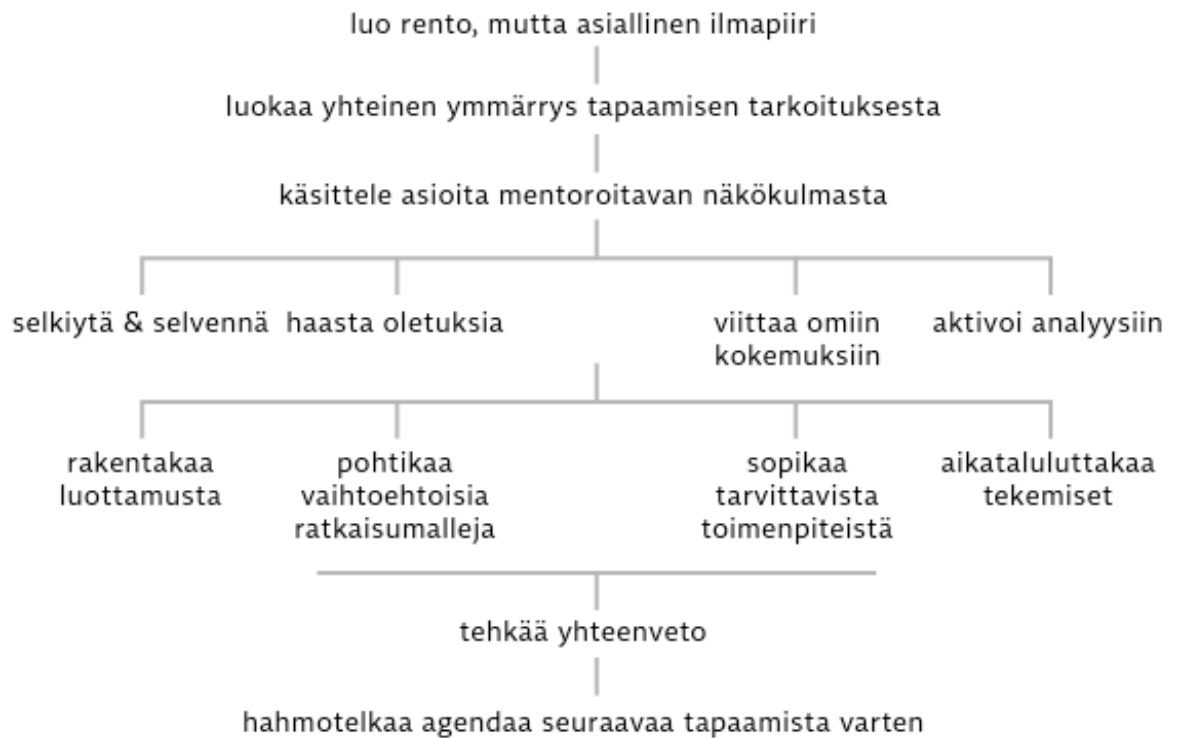 luo rento, mutta asiallinen ilmapiiri
luokaa yhteinen ymmärrys tapaamisen tarkoituksesta
käsittele asioita mentoroitavan näkökulmasta
selkiytä & selvennä
haasta oletuksia
viittaa omiin
kokemuksiin
aktivoi analyysiin
rakentakaa
luottamusta
pohtikaa
vaihtoehtoisia
ratkaisumalleja
sopikaa
tarvittavista
toimenpiteistä
aikataluluttakaa
tekemiset
tehkää yhteenveto
hahmotelkaa agendaa seuraavaa tapaamista varten